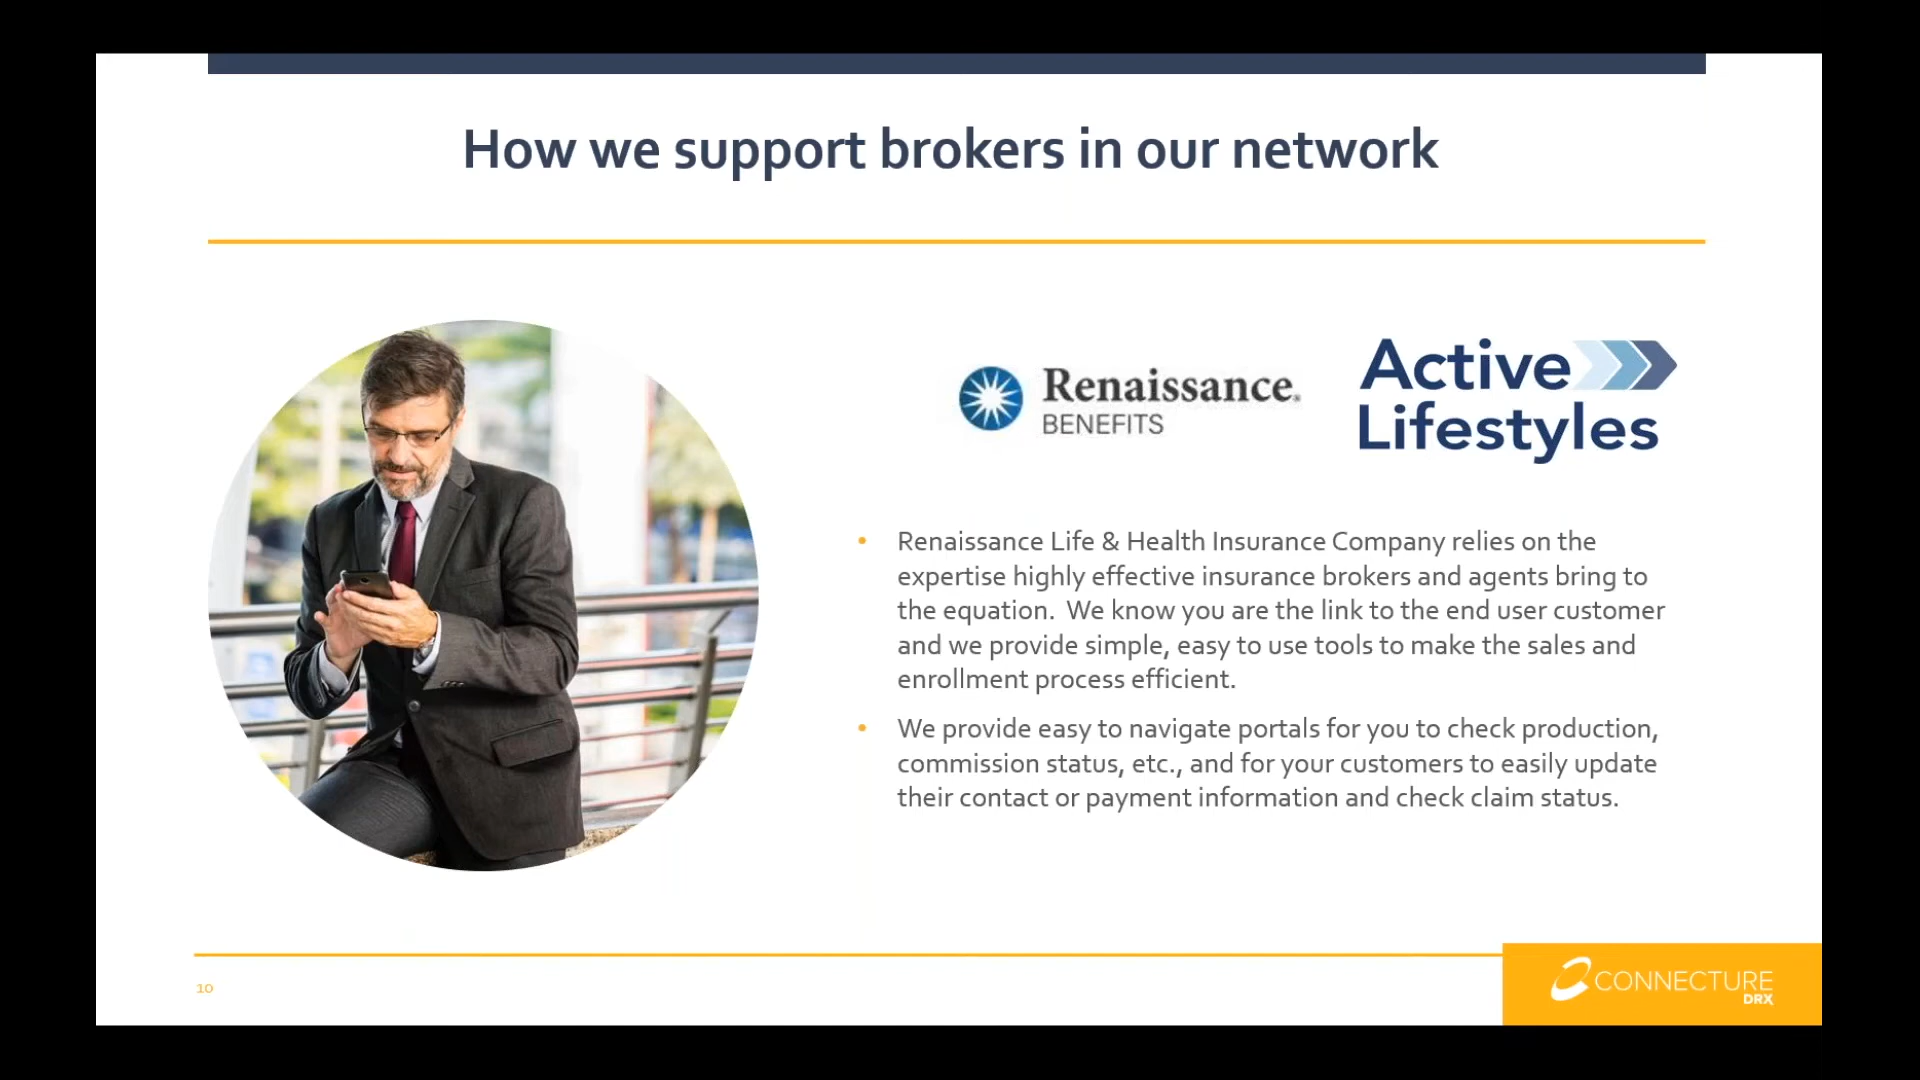 How we support brokers in our network
Renaissance®
BENEFITS
Active
Lifestyles
• Renaissance Life & Health Insurance Company relies on the
expertise highly effective insurance brokers and agents bring to
the equation.  We know you are the link to the end user customer
and we provide simple, easy to use tools to make the sales and
enrollment process efficient.
• We provide easy to navigate portals for you to check production,
commission status, etc., and for your customers to easily update
their contact or payment information and check claim status.
10
CONNECTURE
DRX